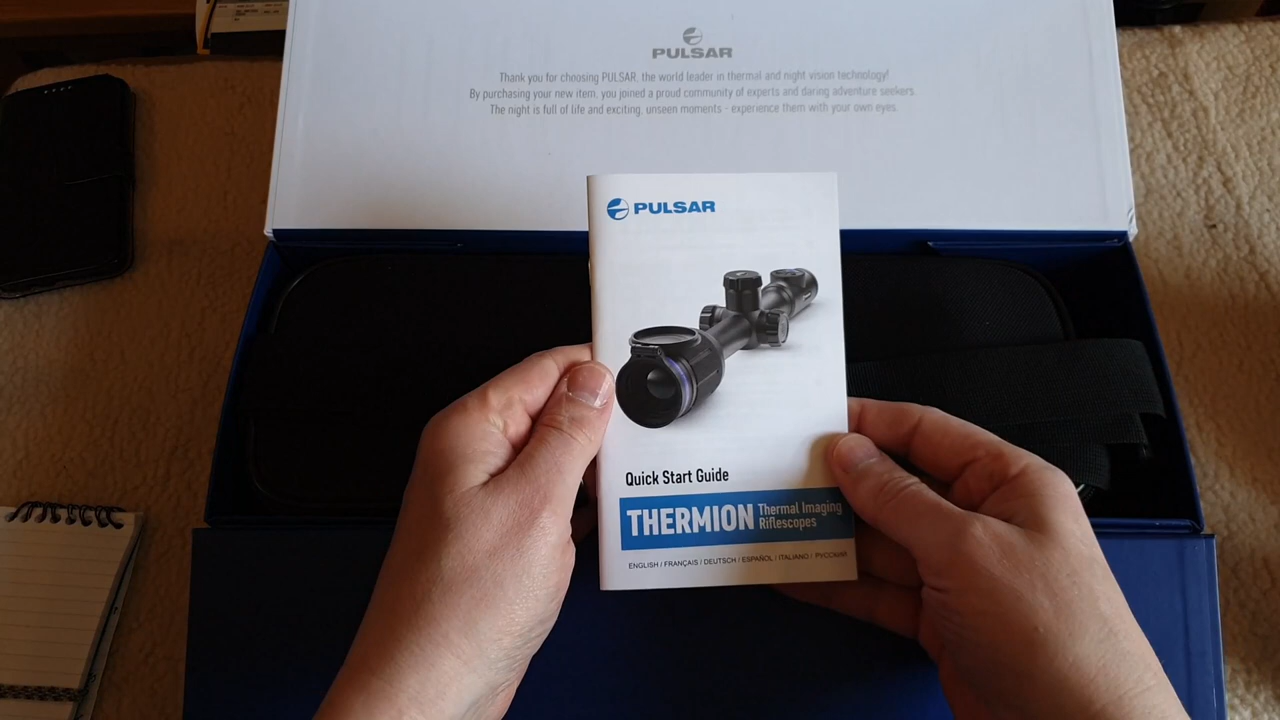 PULSAR
Thank you for choosing PULSAR, the world leader in thermal and night vision technology!
By purchasing your new item, you joined a proud community of experts and daring adventure seekers.
The night is full of life and exciting, unseen moments - experience them with your own eyes.
PULSAR
Quick Start Guide
THERMION Thermal Imaging
Riflescopes
ENGLISH / FRANÇAIS / DEUTSCH / ESPAÑOL / ITALIANO / РУССКИЙ